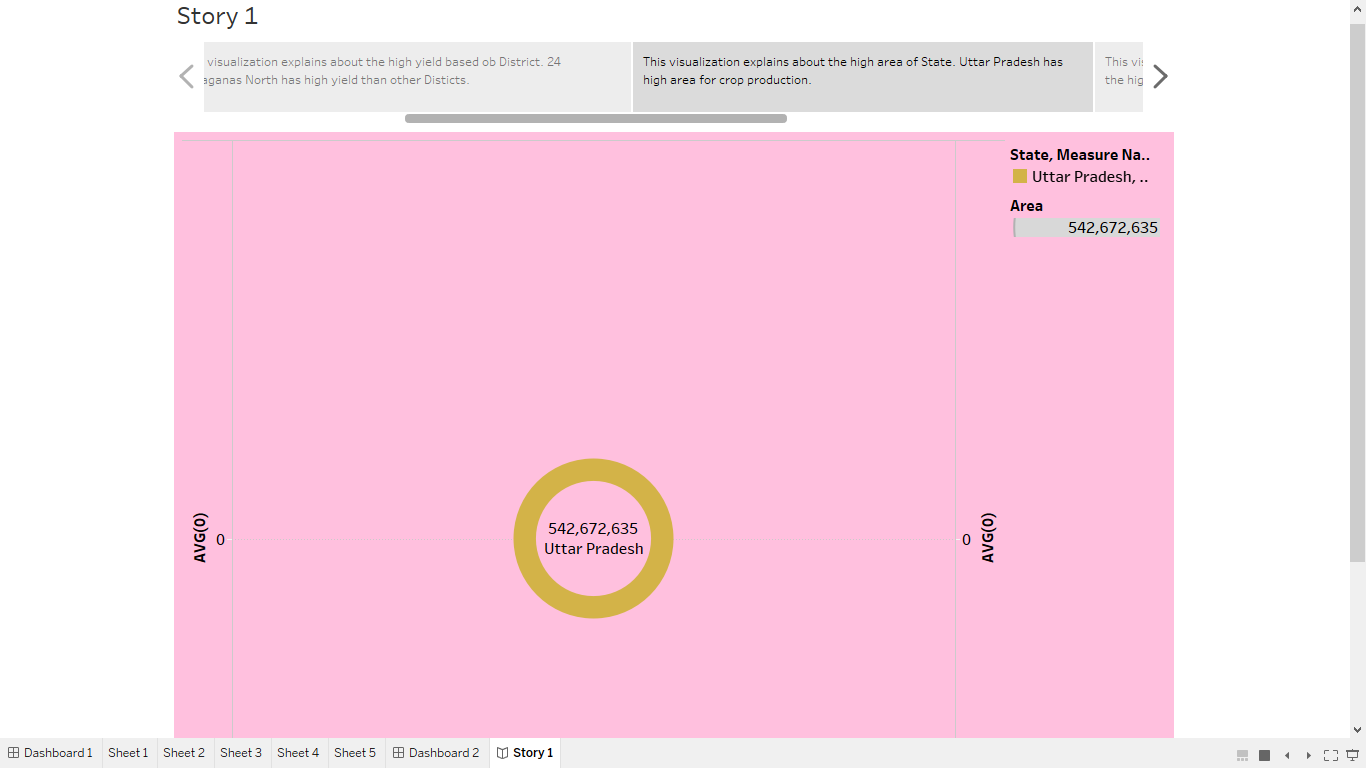 Story 1
visualization explains about the high yield based ob District. 24
aganas North has high yield than other Disticts.
This visualization explains about the high area of State. Uttar Pradesh has
high area for crop production.
This vi
the hig
State, Measure Na..
Uttar Pradesh, ..
Area
542,672,635
AVG(0)
0
542,672,635
Uttar Pradesh
0
AVG(0)
Dashboard 1
Sheet 1
Sheet 2
Sheet 3
Sheet 4
Sheet 5
Dashboard 2
Story 1